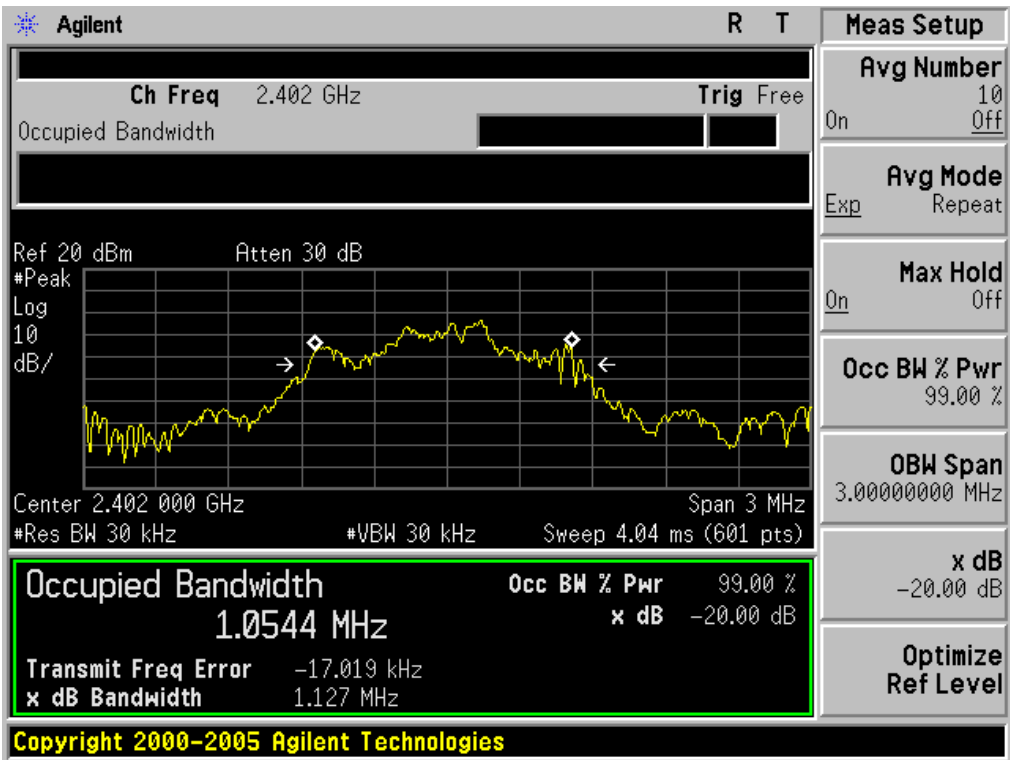 Agilent R T
Ch Freq 2.402 GHz Trig Free
Occupied Bandwidth
Ref 20 dBm Atten 30 dB
#Peak
Log
10
dB/
Center 2.402 000 GHz Span 3 MHz
#Res BW 30 kHz #VBW 30 kHz Sweep 4.04 ms (601 pts)
Occupied Bandwidth Occ BW % Pwr 99.00 %
1.0544 MHz x dB -20.00 dB
Transmit Freq Error -17.019 kHz
x dB Bandwidth 1.127 MHz
Copyright 2000-2005 Agilent Technologies
Meas Setup
Avg Number
10
On Off
Avg Mode
Exp Repeat
Max Hold
On Off
Occ BW % Pwr
99.00 %
OBW Span
3.00000000 MHz
x dB
-20.00 dB
Optimize
Ref Level